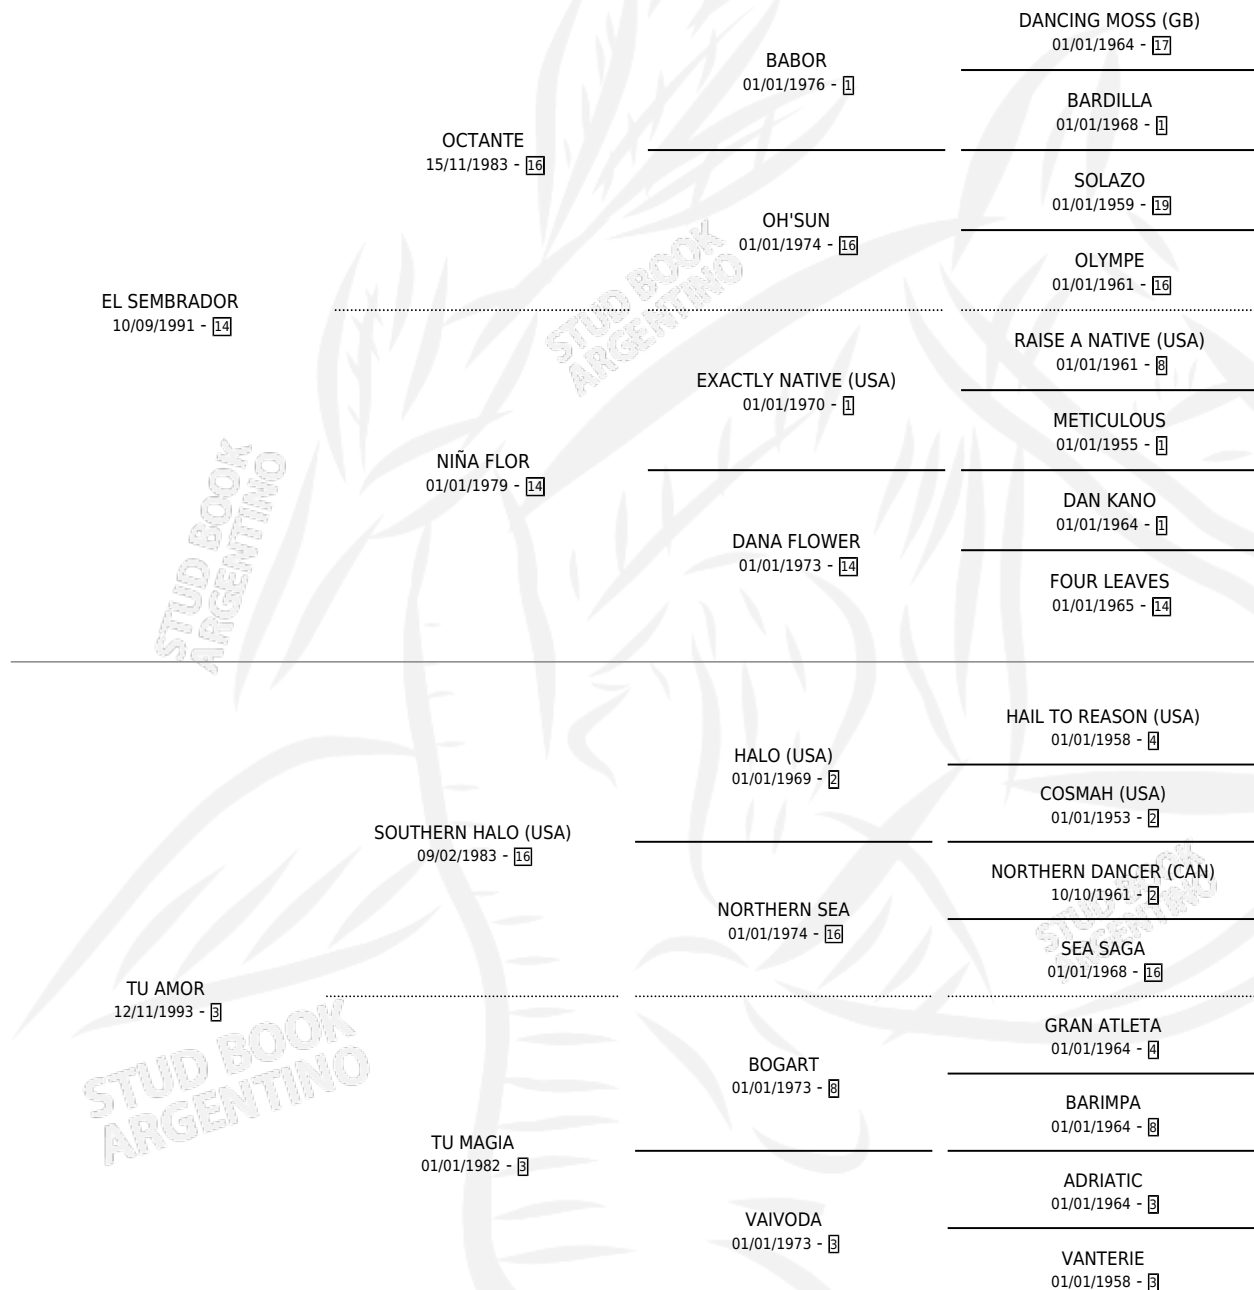 DANCING MOSS (GB)
01/01/1964 - 17
BABOR
01/01/1976 - 1
BARDILLA
01/01/1968 - 1
OCTANTE
15/11/1983 - 16
SOLAZO
01/01/1959 - 19
OH'SUN
01/01/1974 - 16
OLYMPE
01/01/1961 - 16
EL SEMBRADOR
10/09/1991 - 14
RAISE A NATIVE (USA)
01/01/1961 - 8
EXACTLY NATIVE (USA)
01/01/1970 - 1
METICULOUS
01/01/1955 - 1
NIÑA FLOR
01/01/1979 - 14
DAN KANO
01/01/1964 - 1
DANA FLOWER
01/01/1973 - 14
FOUR LEAVES
01/01/1965 - 14
HAIL TO REASON (USA)
01/01/1958 - 4
HALO (USA)
01/01/1969 - 2
COSMAH (USA)
01/01/1953 - 2
SOUTHERN HALO (USA)
09/02/1983 - 16
NORTHERN DANCER (CAN)
10/10/1961 - 2
NORTHERN SEA
01/01/1974 - 16
SEA SAGA
01/01/1968 - 16
TU AMOR
12/11/1993 - 3
GRAN ATLETA
01/01/1964 - 4
BOGART
01/01/1973 - 8
BARIMPA
01/01/1964 - 8
TU MAGIA
01/01/1982 - 3
ADRIATIC
01/01/1964 - 3
VAIVODA
01/01/1973 - 3
VANTERIE
01/01/1958 - 3
STUD BOOK
ARGENTINO
STUD BOOK
ARGENTINO
STUD BOOK
ARGENTINO
STUD BOOK
ARGENTINO